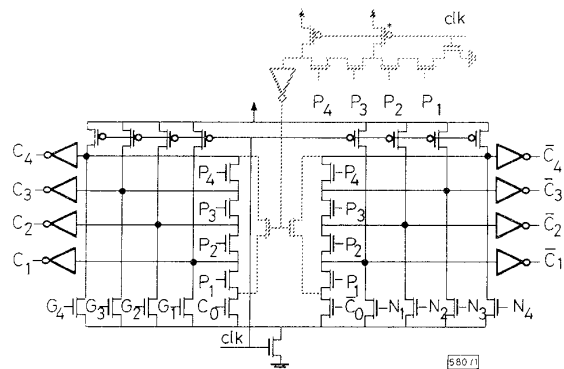 clk
P4 P3 P2 P1
C4
C3
C2
C1
P4
P3
P2
P1
G4 G3 G2 G1 C0
P4
P3
P2
P1
C̅0 N1 N2 N3 N4
C̅4
C̅3
C̅2
C̅1
clk
580/1